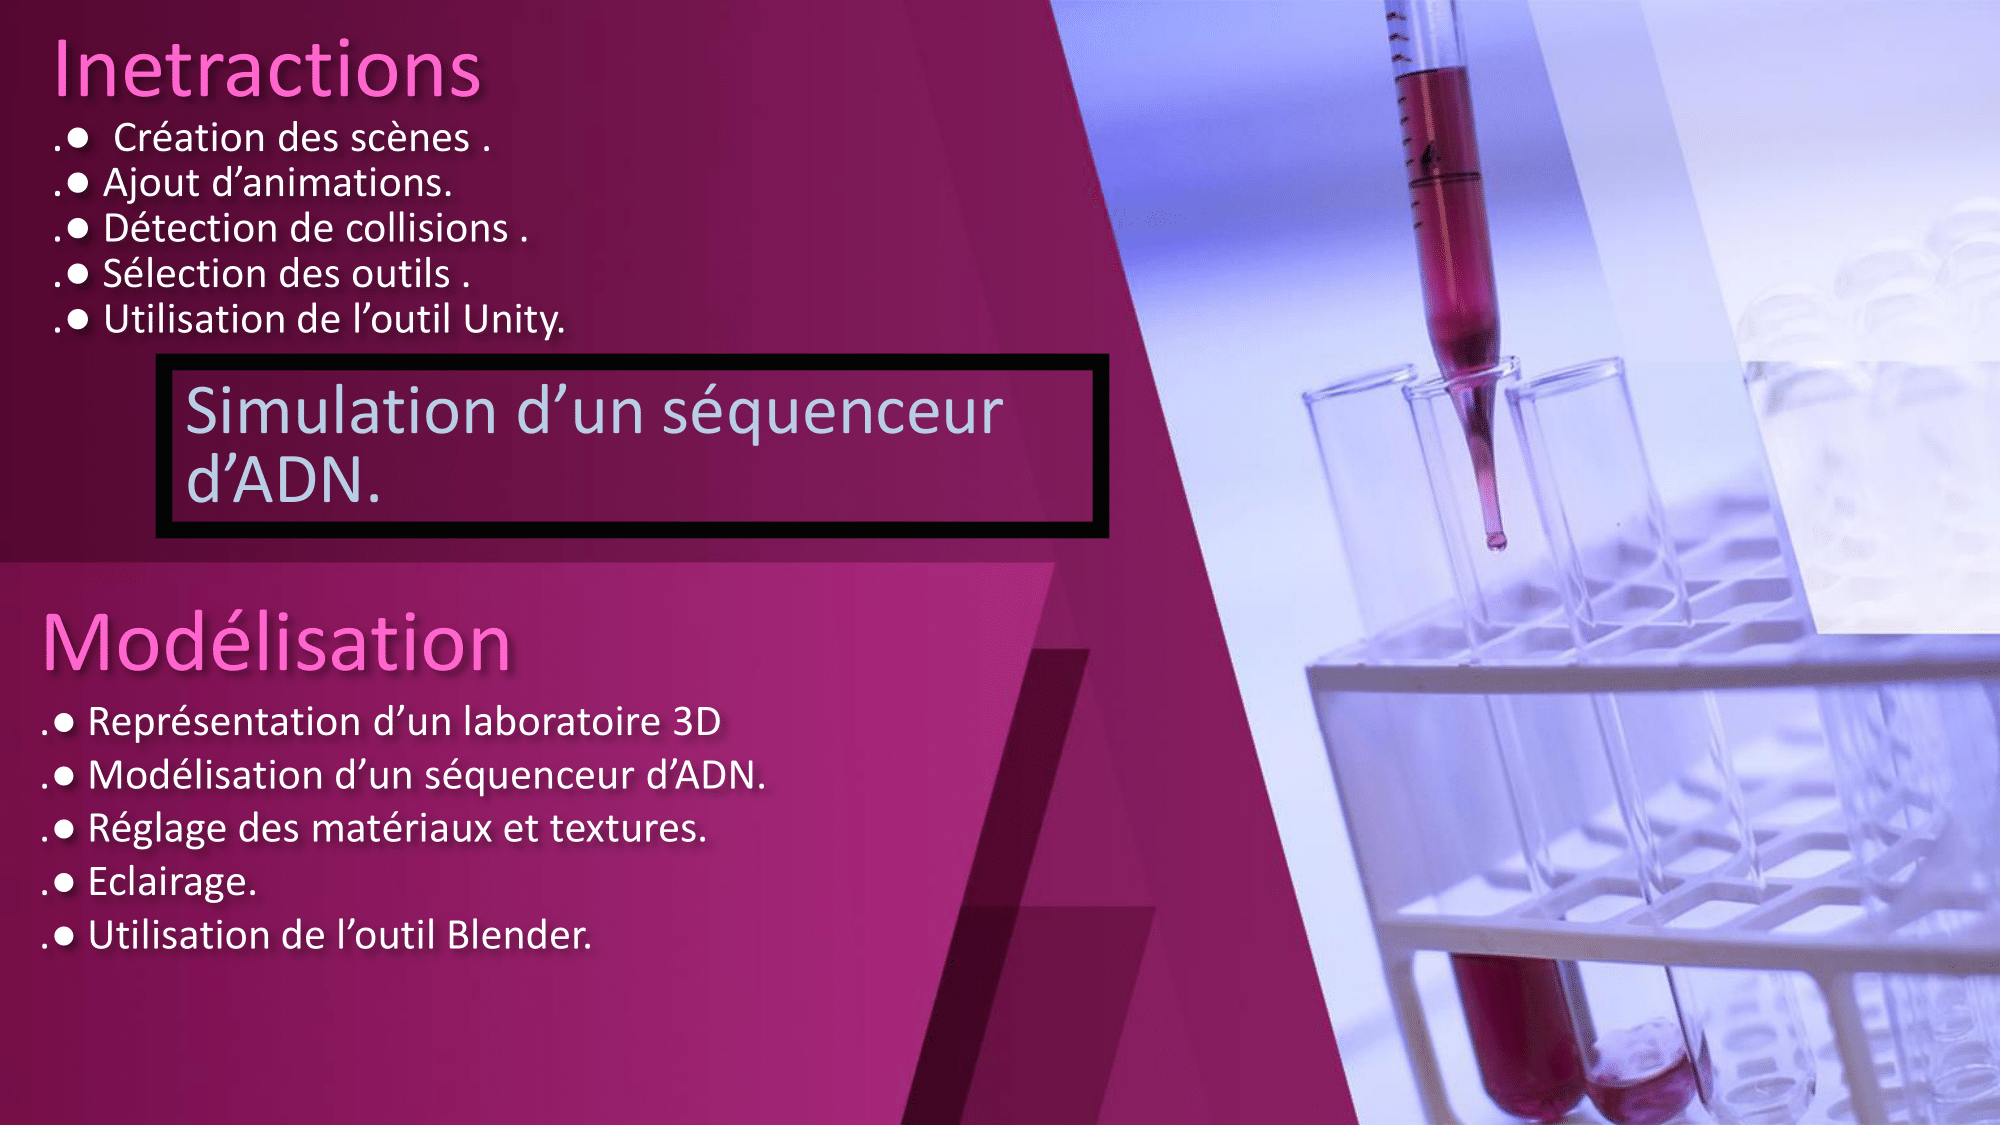 Inetractions
.● Création des scènes .
.● Ajout d’animations.
.● Détection de collisions .
.● Sélection des outils .
.● Utilisation de l’outil Unity.
Simulation d’un séquenceur
d’ADN.
Modélisation
.● Représentation d’un laboratoire 3D
.● Modélisation d’un séquenceur d’ADN.
.● Réglage des matériaux et textures.
.● Eclairage.
.● Utilisation de l’outil Blender.